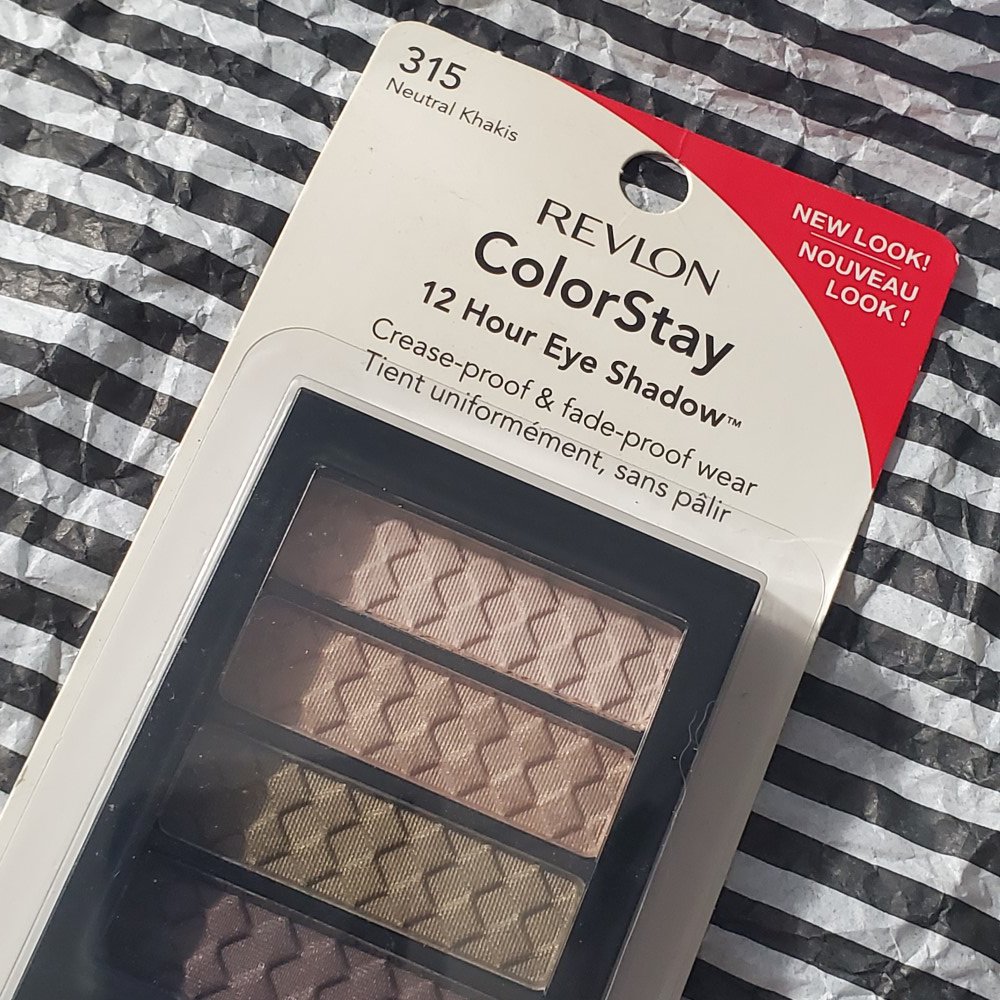 315
Neutral Khakis
NEW LOOK!
NOUVEAU
LOOK !
REVLON
ColorStay
12 Hour Eye Shadow™
Crease-proof & fade-proof wear
Tient uniformément, sans pâlir